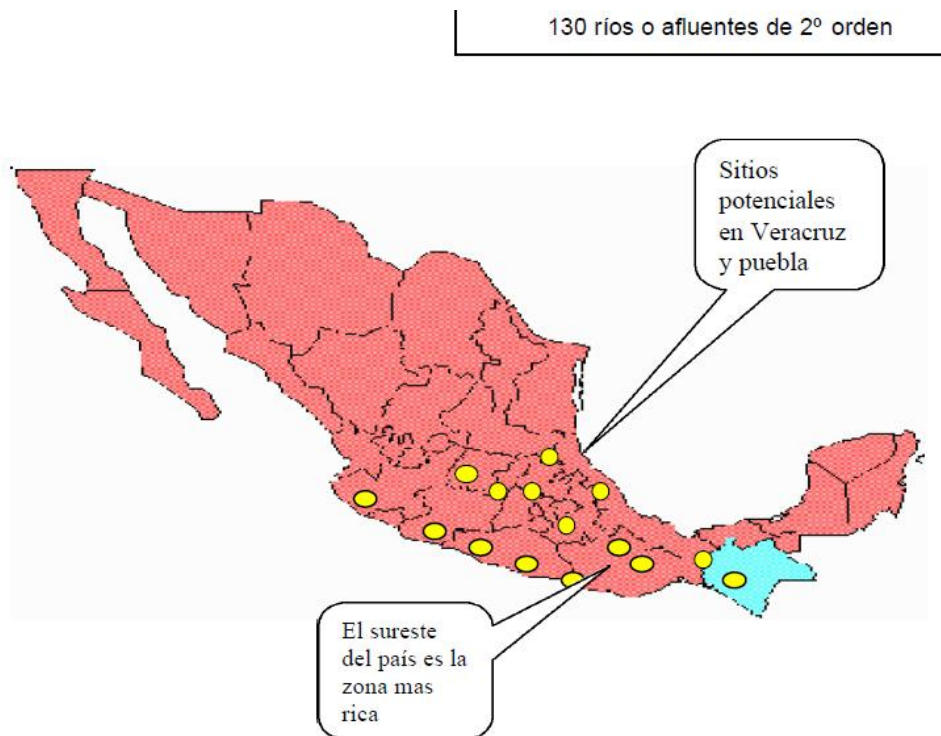 130 ríos o afluentes de 2º orden
Sitios
potenciales
en Veracruz
y puebla
El sureste
del país es la
zona mas
rica